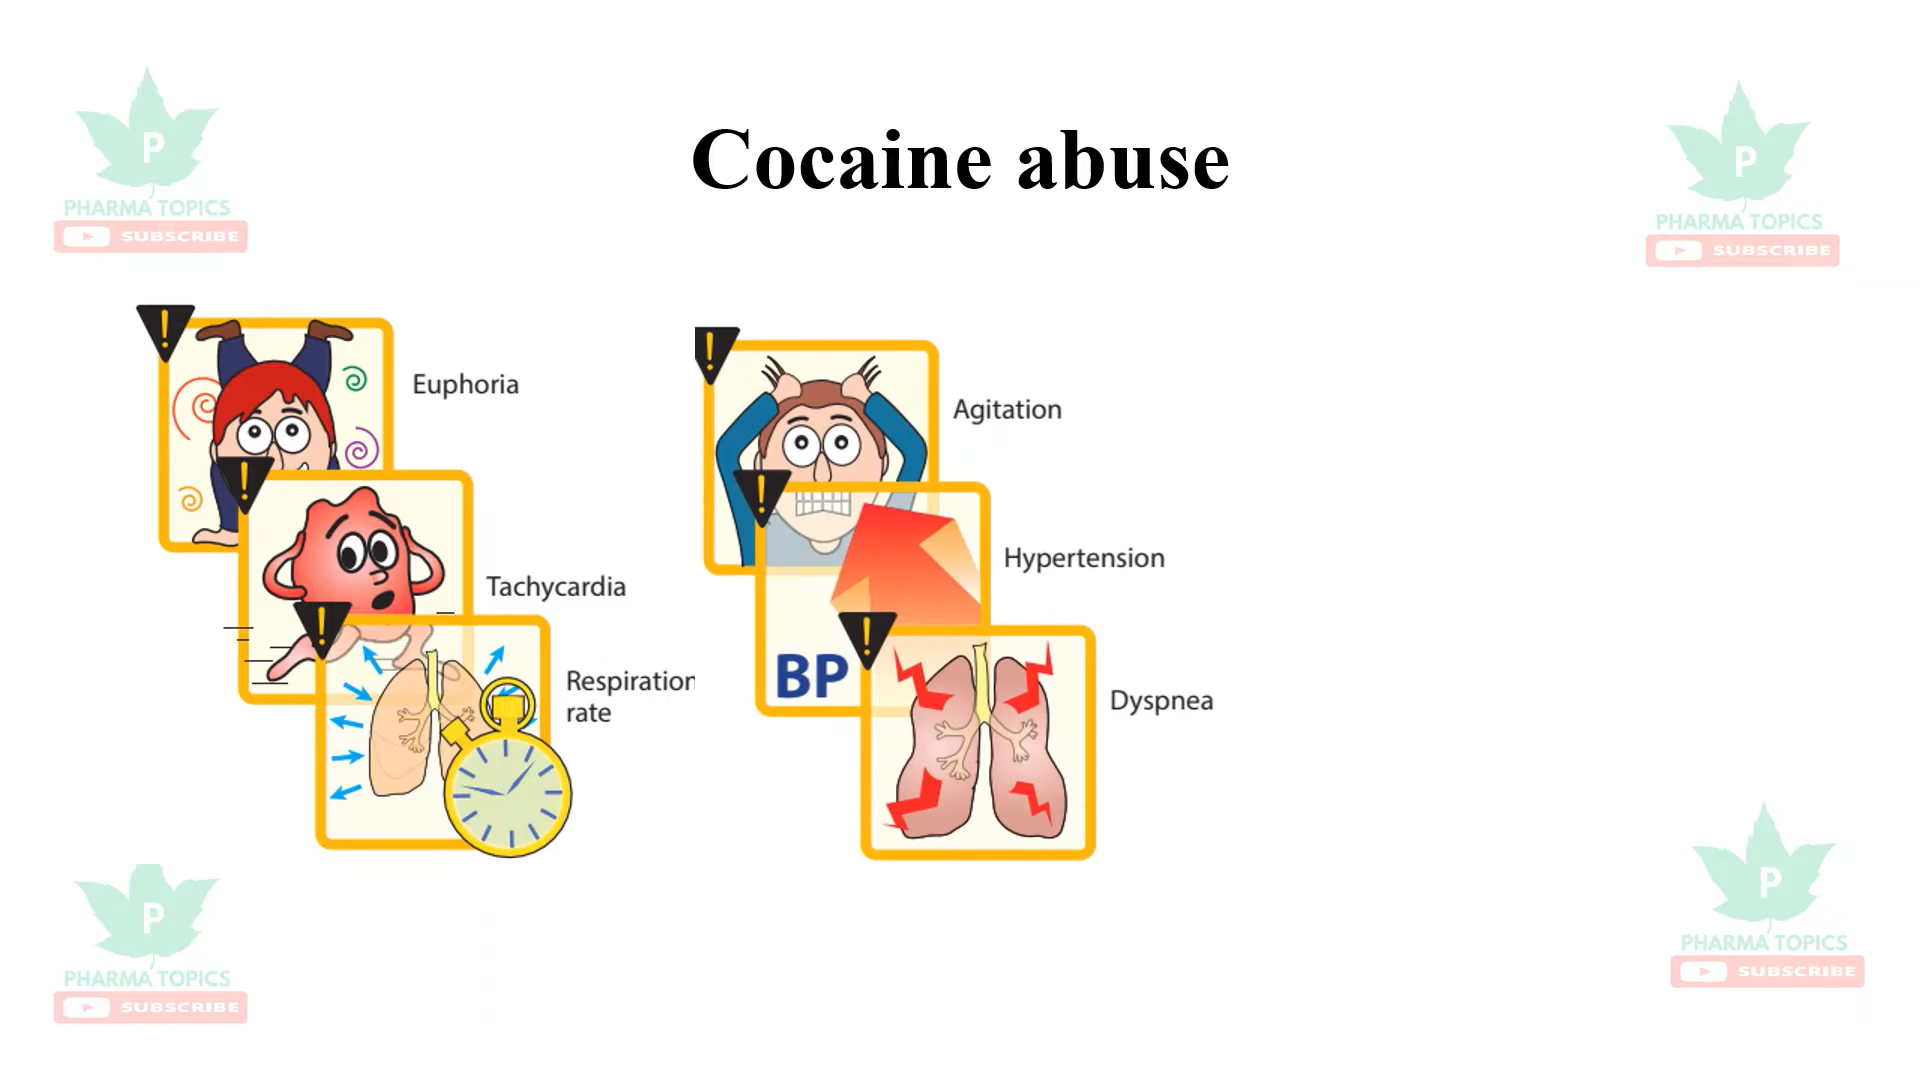 Cocaine abuse
P
PHARMA TOPICS
SUBSCRIBE
P
PHARMA TOPICS
SUBSCRIBE
!
Euphoria
!
Tachycardia
!
Respiration
rate
!
Agitation
!
Hypertension
BP
!
Dyspnea
P
PHARMA TOPICS
SUBSCRIBE
P
PHARMA TOPICS
SUBSCRIBE